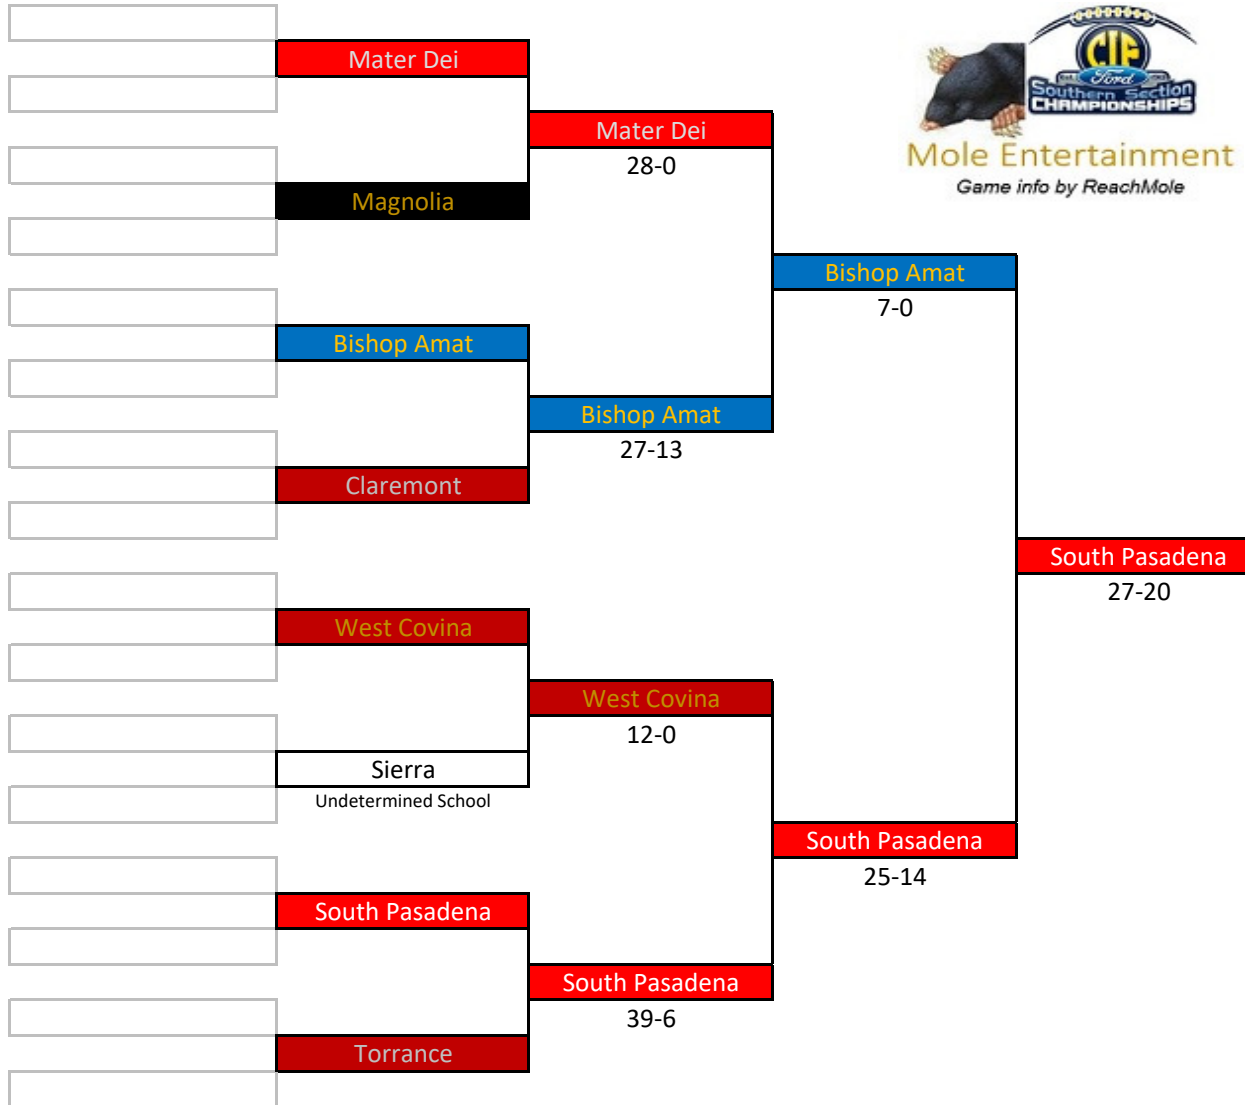 Mater Dei
CIF
Ford
Southern Section
CHAMPIONSHIPS
Mater Dei
28-0
Mole Entertainment
Game info by ReachMole
Magnolia
Bishop Amat
7-0
Bishop Amat
Bishop Amat
27-13
Claremont
South Pasadena
27-20
West Covina
West Covina
12-0
Sierra
Undetermined School
South Pasadena
25-14
South Pasadena
South Pasadena
39-6
Torrance